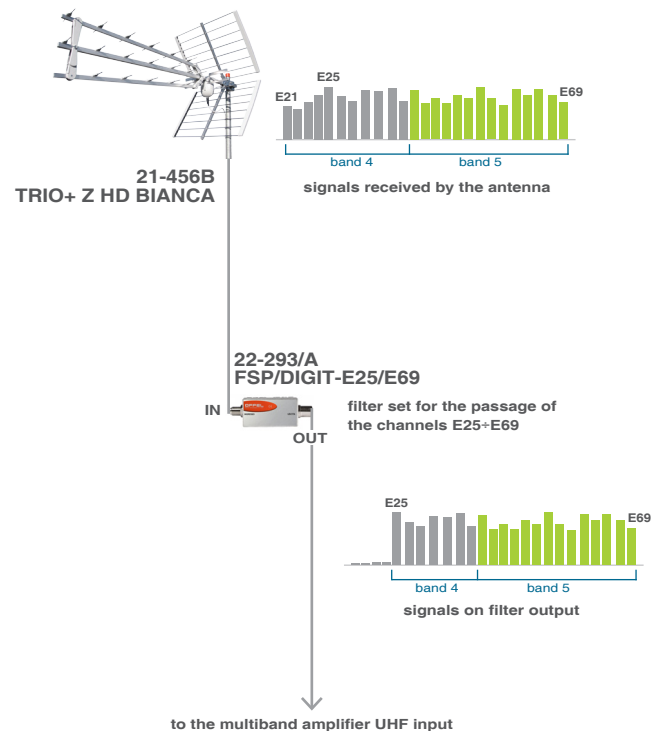 E25
E21
E69
band 4
band 5
21-456B
TRIO+ Z HD BIANCA
signals received by the antenna
22-293/A
FSP/DIGIT-E25/E69
IN
filter set for the passage of
the channels E25÷E69
OUT
E25
E69
band 4
band 5
signals on filter output
to the multiband amplifier UHF input